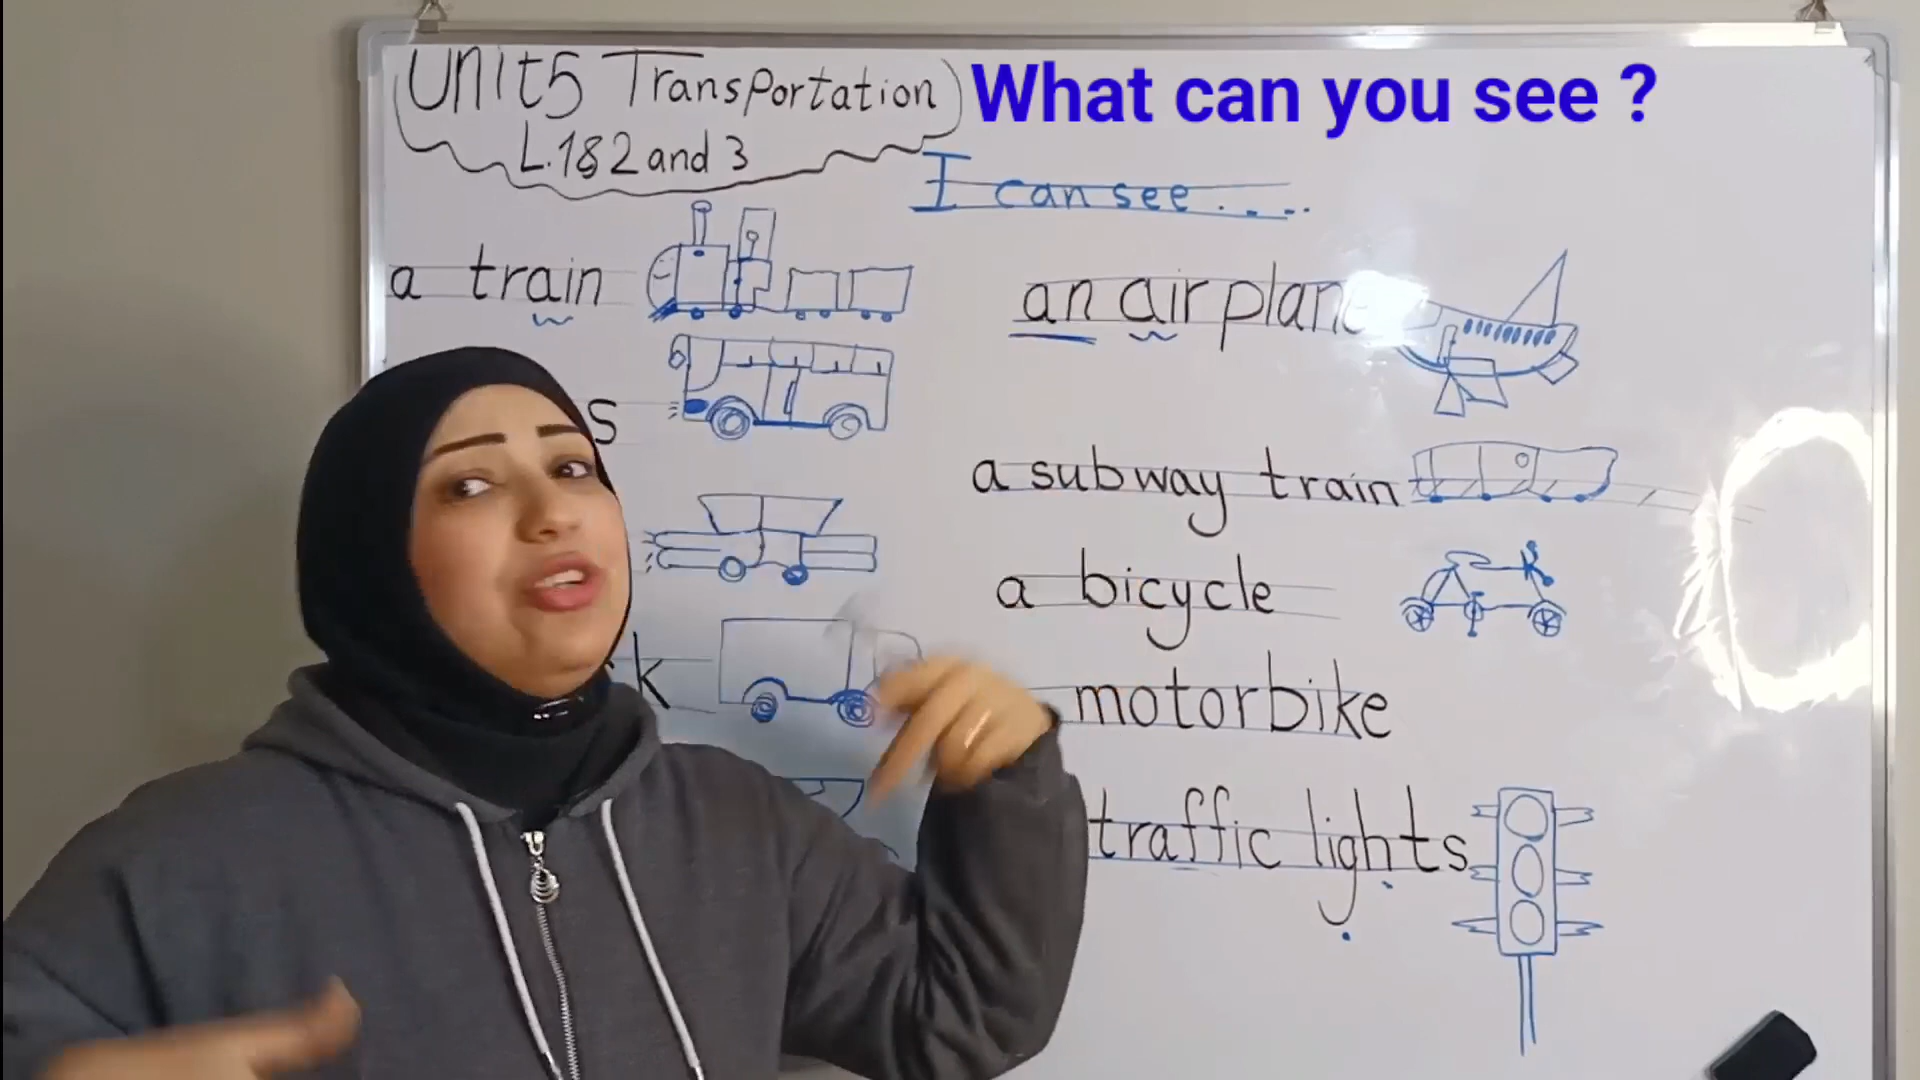 Unit5 Transportation
L.1&2 and 3
What can you see ?
I can see ....
a train
an airplane
a subway train
a bicycle
motorbike
traffic lights